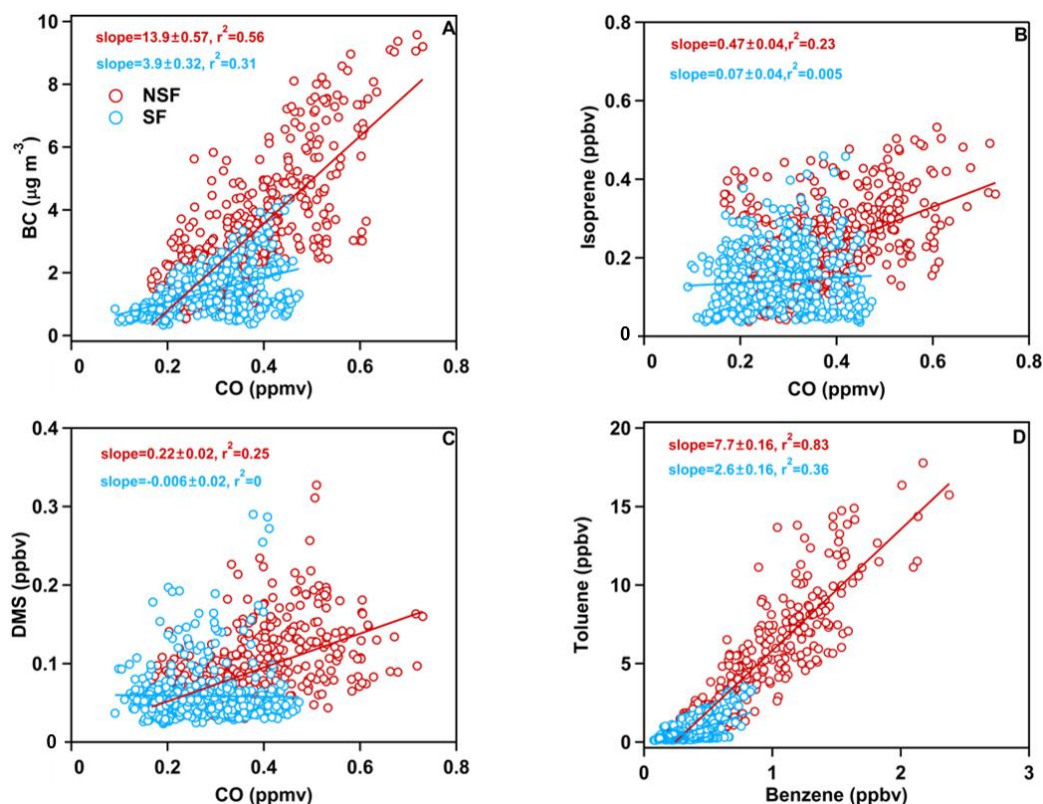 A
slope=13.9±0.57, r²=0.56
slope=3.9±0.32, r²=0.31
NSF
SF
10
8
6
4
2
0
BC (μg m⁻³)
0 0.2 0.4 0.6 0.8
CO (ppmv)
B
slope=0.47±0.04,r²=0.23
slope=0.07±0.04,r²=0.005
0.8
0.6
0.4
0.2
0
Isoprene (ppbv)
0 0.2 0.4 0.6 0.8
CO (ppmv)
C
slope=0.22±0.02, r²=0.25
slope=-0.006±0.02, r²=0
0.4
0.3
0.2
0.1
0
DMS (ppbv)
0 0.2 0.4 0.6 0.8
CO (ppmv)
D
slope=7.7±0.16, r²=0.83
slope=2.6±0.16, r²=0.36
20
15
10
5
0
Toluene (ppbv)
0 1 2 3
Benzene (ppbv)